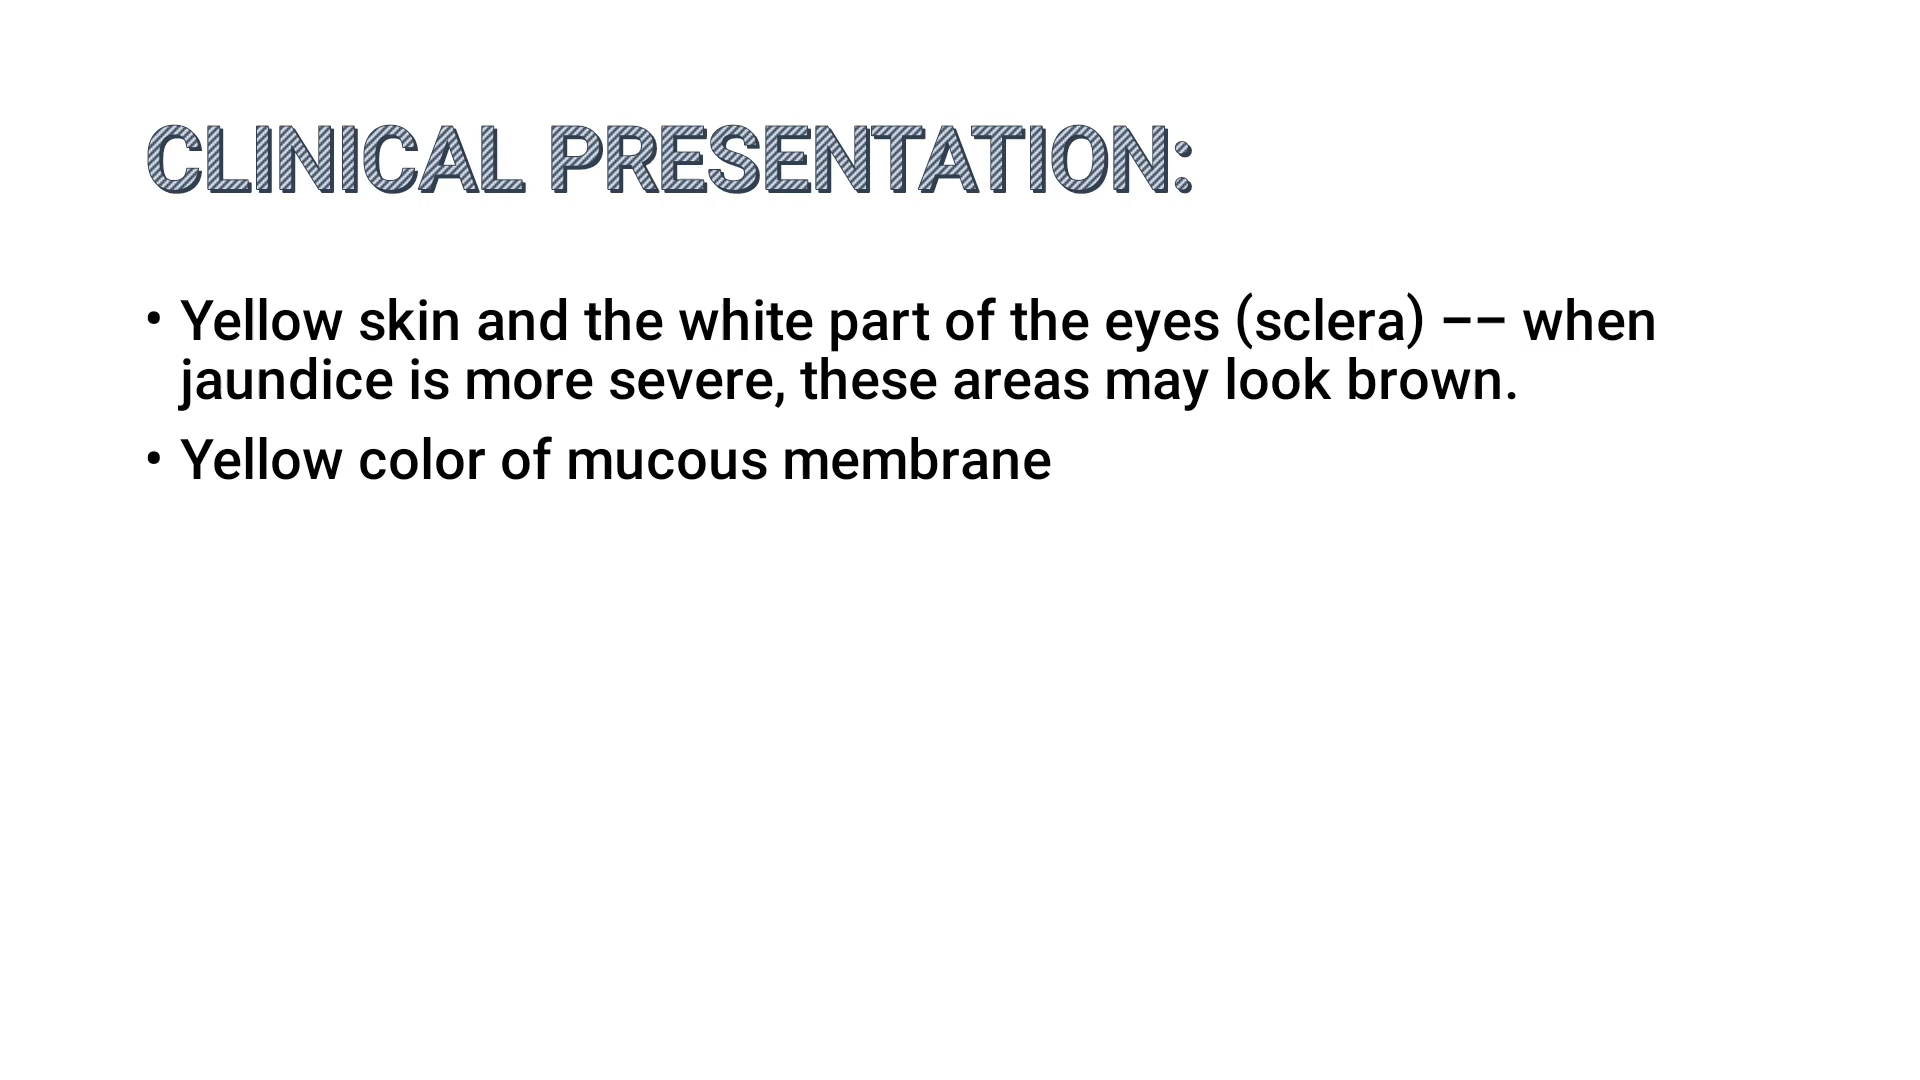 CLINICAL PRESENTATION:
• Yellow skin and the white part of the eyes (sclera) –– when
jaundice is more severe, these areas may look brown.
• Yellow color of mucous membrane